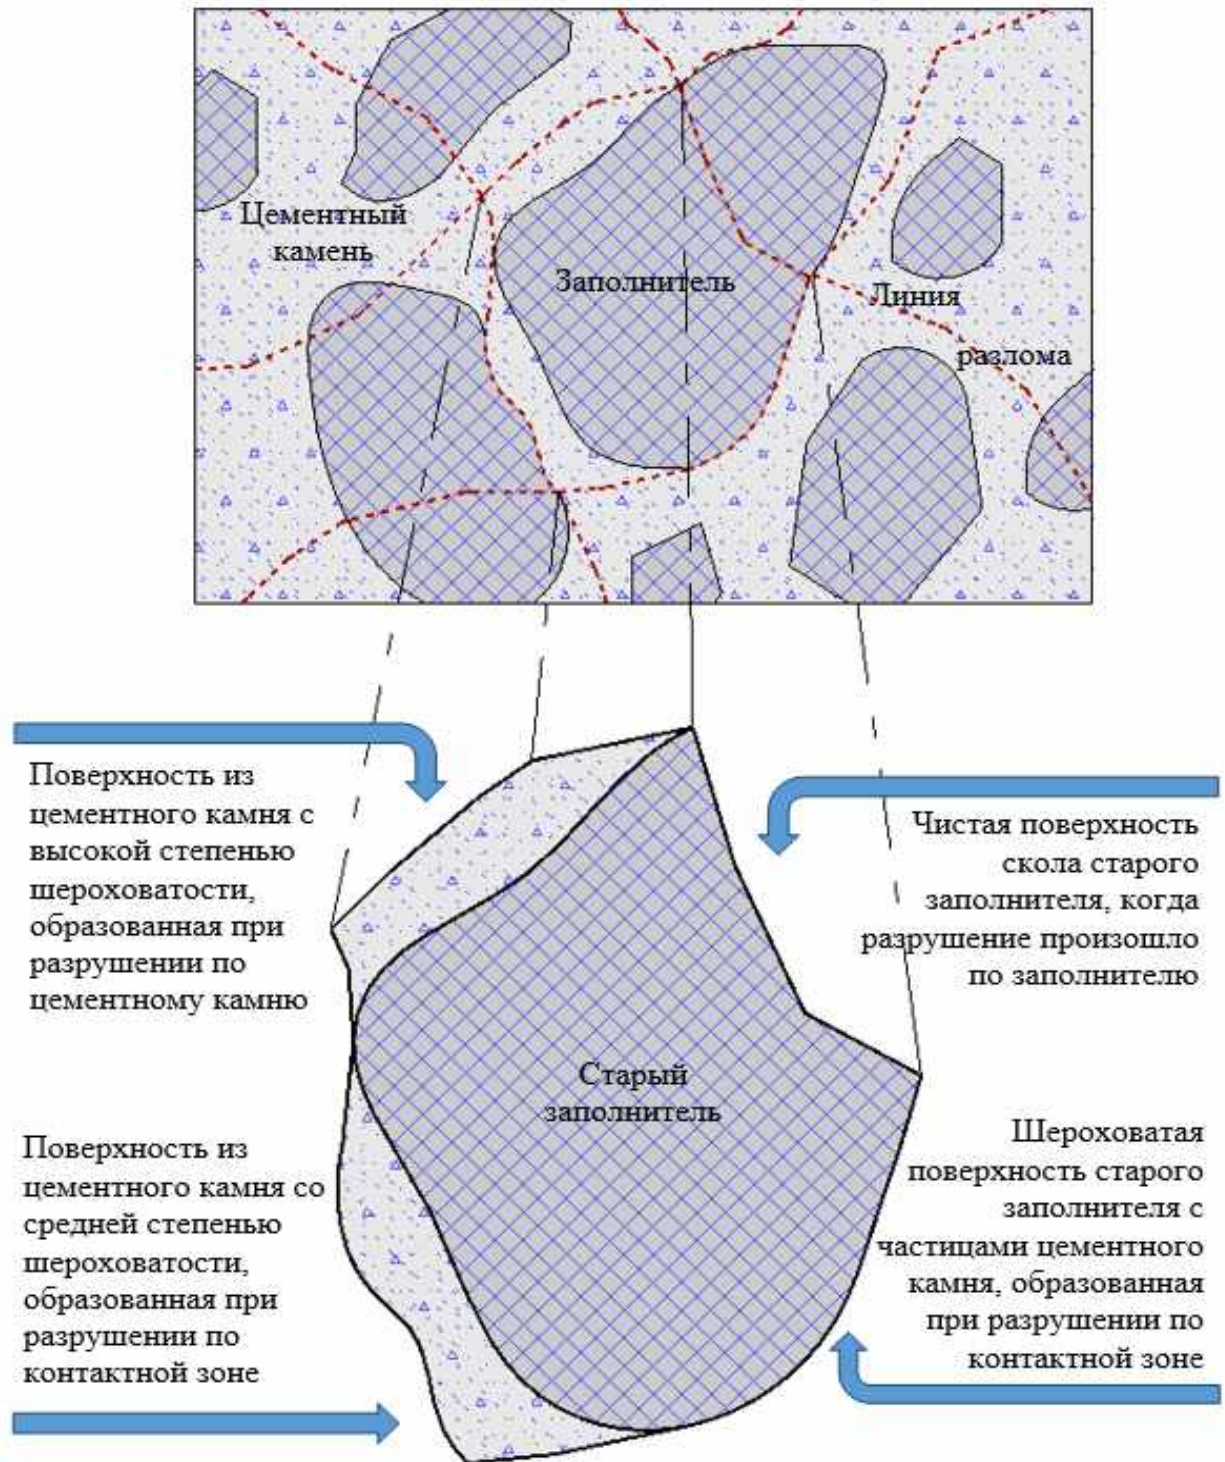 Цементный
камень
Заполнитель
Линия
разлома
Поверхность из
цементного камня с
высокой степенью
шероховатости,
образованная при
разрушении по
цементному камню
Чистая поверхность
скола старого
заполнителя, когда
разрушение произошло
по заполнителю
Старый
заполнитель
Поверхность из
цементного камня со
средней степенью
шероховатости,
образованная при
разрушении по
контактной зоне
Шероховатая
поверхность старого
заполнителя с
частицами цементного
камня, образованная
при разрушении по
контактной зоне